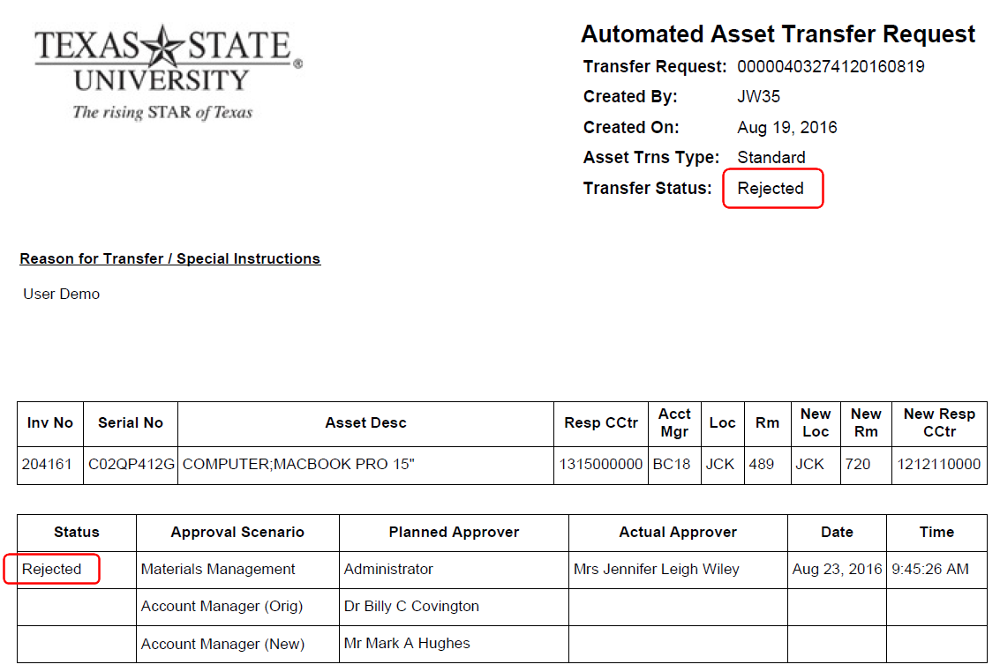 TEXAS STATE
UNIVERSITY
®
The rising STAR of Texas
Automated Asset Transfer Request
Transfer Request: 00000403274120160819
Created By: JW35
Created On: Aug 19, 2016
Asset Trns Type: Standard
Transfer Status: Rejected
Reason for Transfer / Special Instructions
User Demo
Inv No Serial No Asset Desc Resp CCtr Acct Mgr Loc Rm New Loc New Rm New Resp CCtr
204161 C02QP412G COMPUTER;MACBOOK PRO 15" 1315000000 BC18 JCK 489 JCK 720 1212110000
Status Approval Scenario Planned Approver Actual Approver Date Time
Rejected Materials Management Administrator Mrs Jennifer Leigh Wiley Aug 23, 2016 9:45:26 AM
Account Manager (Orig) Dr Billy C Covington
Account Manager (New) Mr Mark A Hughes